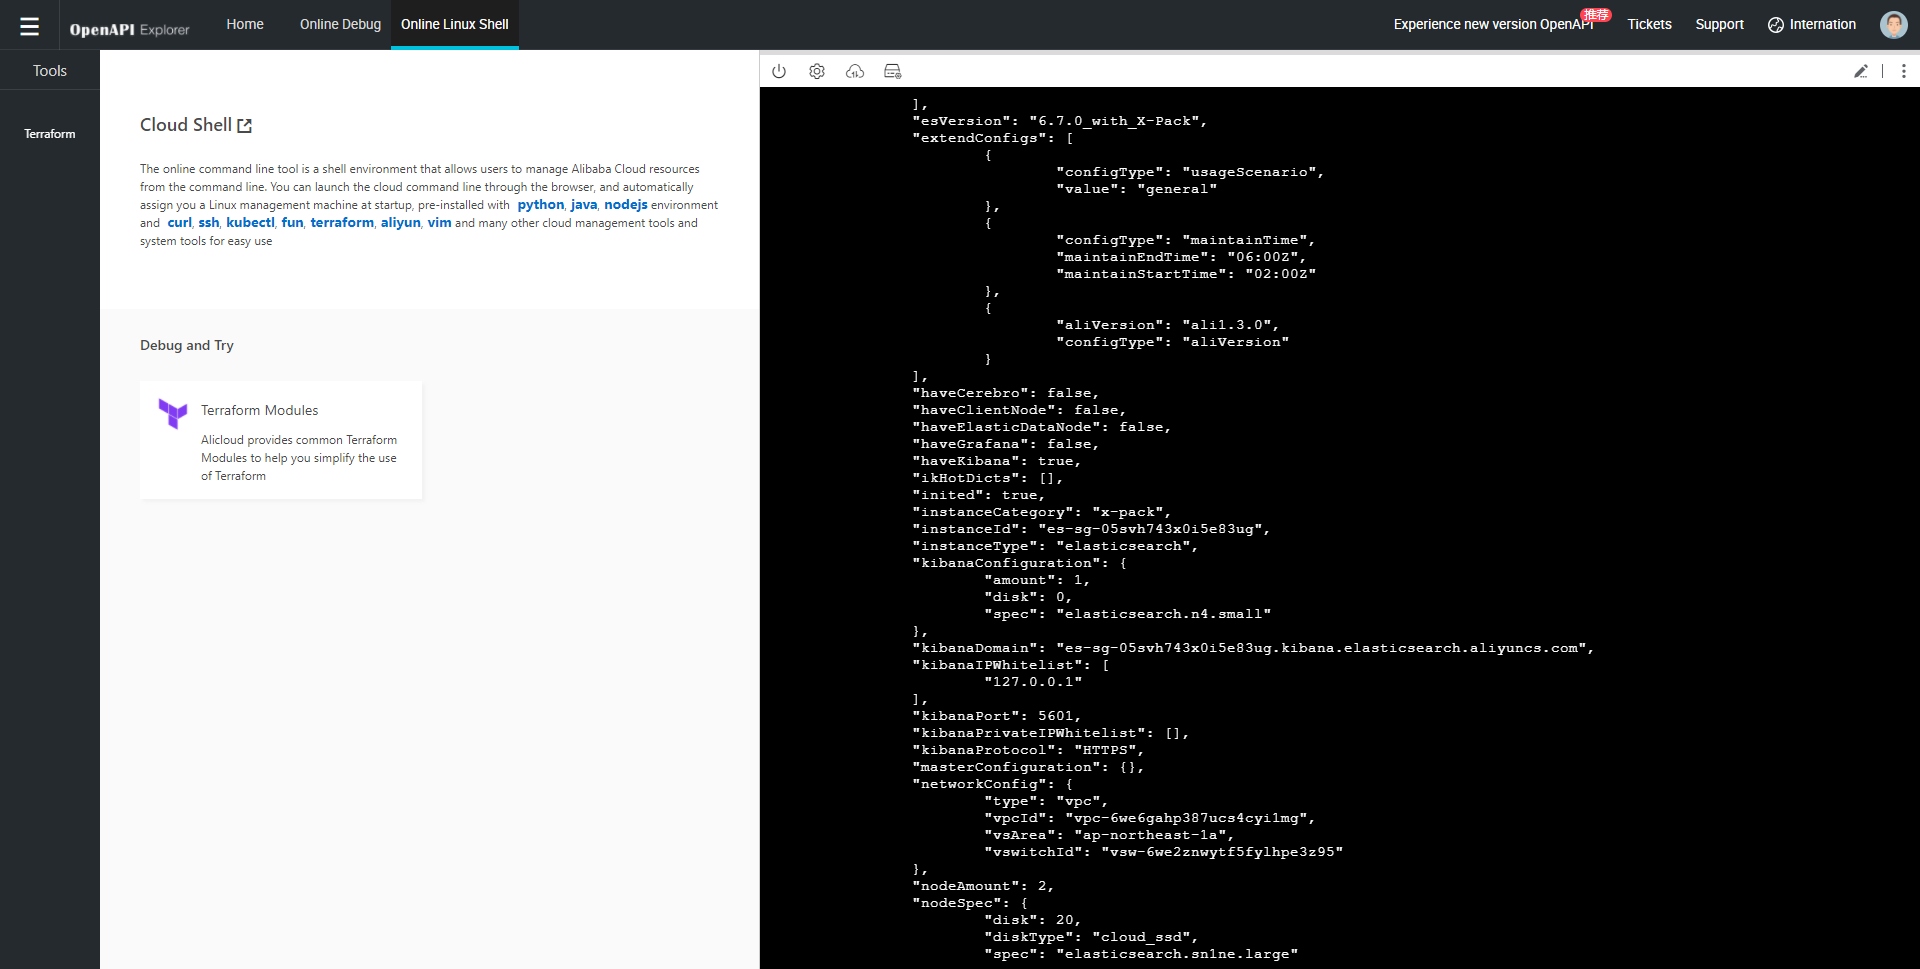 OpenAPI Explorer
Home
Online Debug
Online Linux Shell
Experience new version OpenAPI
推荐
Tickets
Support
Internation
Tools
Terraform
Cloud Shell
The online command line tool is a shell environment that allows users to manage Alibaba Cloud resources
from the command line. You can launch the cloud command line through the browser, and automatically
assign you a Linux management machine at startup, pre-installed with python, java, nodejs environment
and curl, ssh, kubectl, fun, terraform, aliyun, vim and many other cloud management tools and
system tools for easy use
Debug and Try
Terraform Modules
Alicloud provides common Terraform
Modules to help you simplify the use
of Terraform
],
"esVersion": "6.7.0_with_X-Pack",
"extendConfigs": [
{
"configType": "usageScenario",
"value": "general"
},
{
"configType": "maintainTime",
"maintainEndTime": "06:00Z",
"maintainStartTime": "02:00Z"
},
{
"aliVersion": "ali1.3.0",
"configType": "aliVersion"
}
],
"haveCerebro": false,
"haveClientNode": false,
"haveElasticDataNode": false,
"haveGrafana": false,
"haveKibana": true,
"ikHotDicts": [],
"inited": true,
"instanceCategory": "x-pack",
"instanceId": "es-sg-05svh743x0i5e83ug",
"instanceType": "elasticsearch",
"kibanaConfiguration": {
"amount": 1,
"disk": 0,
"spec": "elasticsearch.n4.small"
},
"kibanaDomain": "es-sg-05svh743x0i5e83ug.kibana.elasticsearch.aliyuncs.com",
"kibanaIPWhitelist": [
"127.0.0.1"
],
"kibanaPort": 5601,
"kibanaPrivateIPWhitelist": [],
"kibanaProtocol": "HTTPS",
"masterConfiguration": {},
"networkConfig": {
"type": "vpc",
"vpcId": "vpc-6we6gahp387ucs4cyi1mg",
"vsArea": "ap-northeast-1a",
"vswitchId": "vsw-6we2znwytf5fylhpe3z95"
},
"nodeAmount": 2,
"nodeSpec": {
"disk": 20,
"diskType": "cloud_ssd",
"spec": "elasticsearch.sn1ne.large"